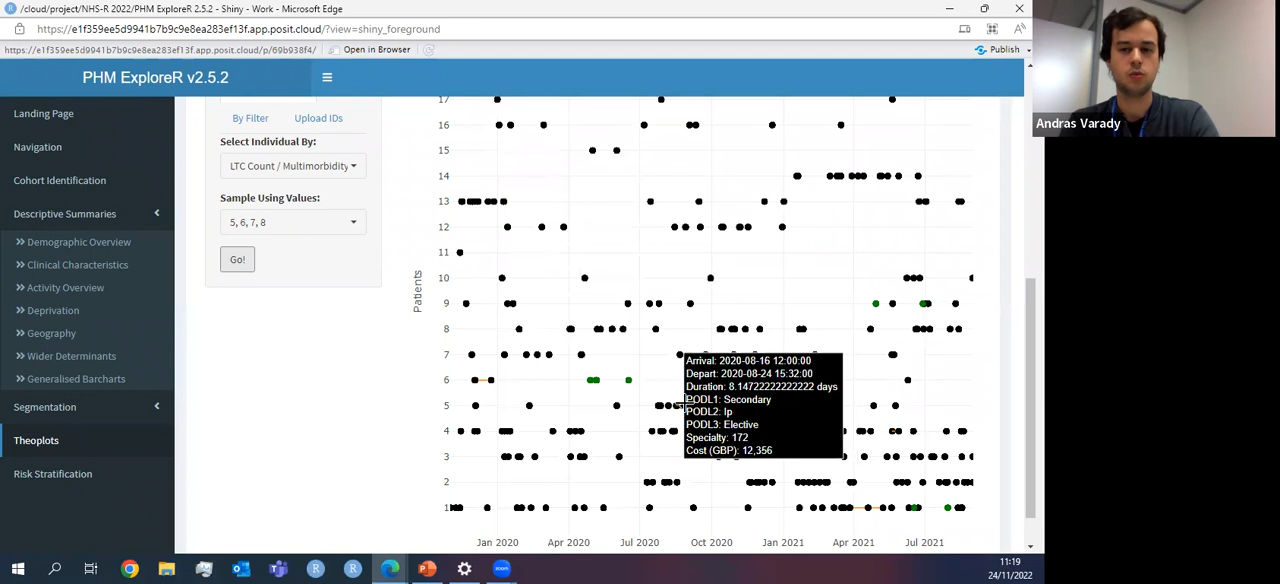 /cloud/project/NHS-R 2022/PHM ExploreR 2.5.2 - Shiny - Work - Microsoft Edge
https://e1f359ee5d9941b7b9c9e8ea283ef13f.app.posit.cloud/?view=shiny_foreground
https://e1f359ee5d9941b7b9c9e8ea283ef13f.app.posit.cloud/p/69b938f4/
Open in Browser
Publish
PHM ExploreR v2.5.2
Landing Page
Navigation
Cohort Identification
Descriptive Summaries
Demographic Overview
Clinical Characteristics
Activity Overview
Deprivation
Geography
Wider Determinants
Generalised Barcharts
Segmentation
Theoplots
Risk Stratification
By Filter
Upload IDs
Select Individual By:
LTC Count / Multimorbidity
Sample Using Values:
5, 6, 7, 8
Go!
Patients
17
16
15
14
13
12
11
10
9
8
7
6
5
4
3
2
1
Jan 2020
Apr 2020
Jul 2020
Oct 2020
Jan 2021
Apr 2021
Jul 2021
Arrival: 2020-08-16 12:00:00
Depart: 2020-08-24 15:32:00
Duration: 8.14722222222222 days
PODL1: Secondary
PODL2: Ip
PODL3: Elective
Specialty: 172
Cost (GBP): 12,356
Andras Varady
zoom
11:19
24/11/2022